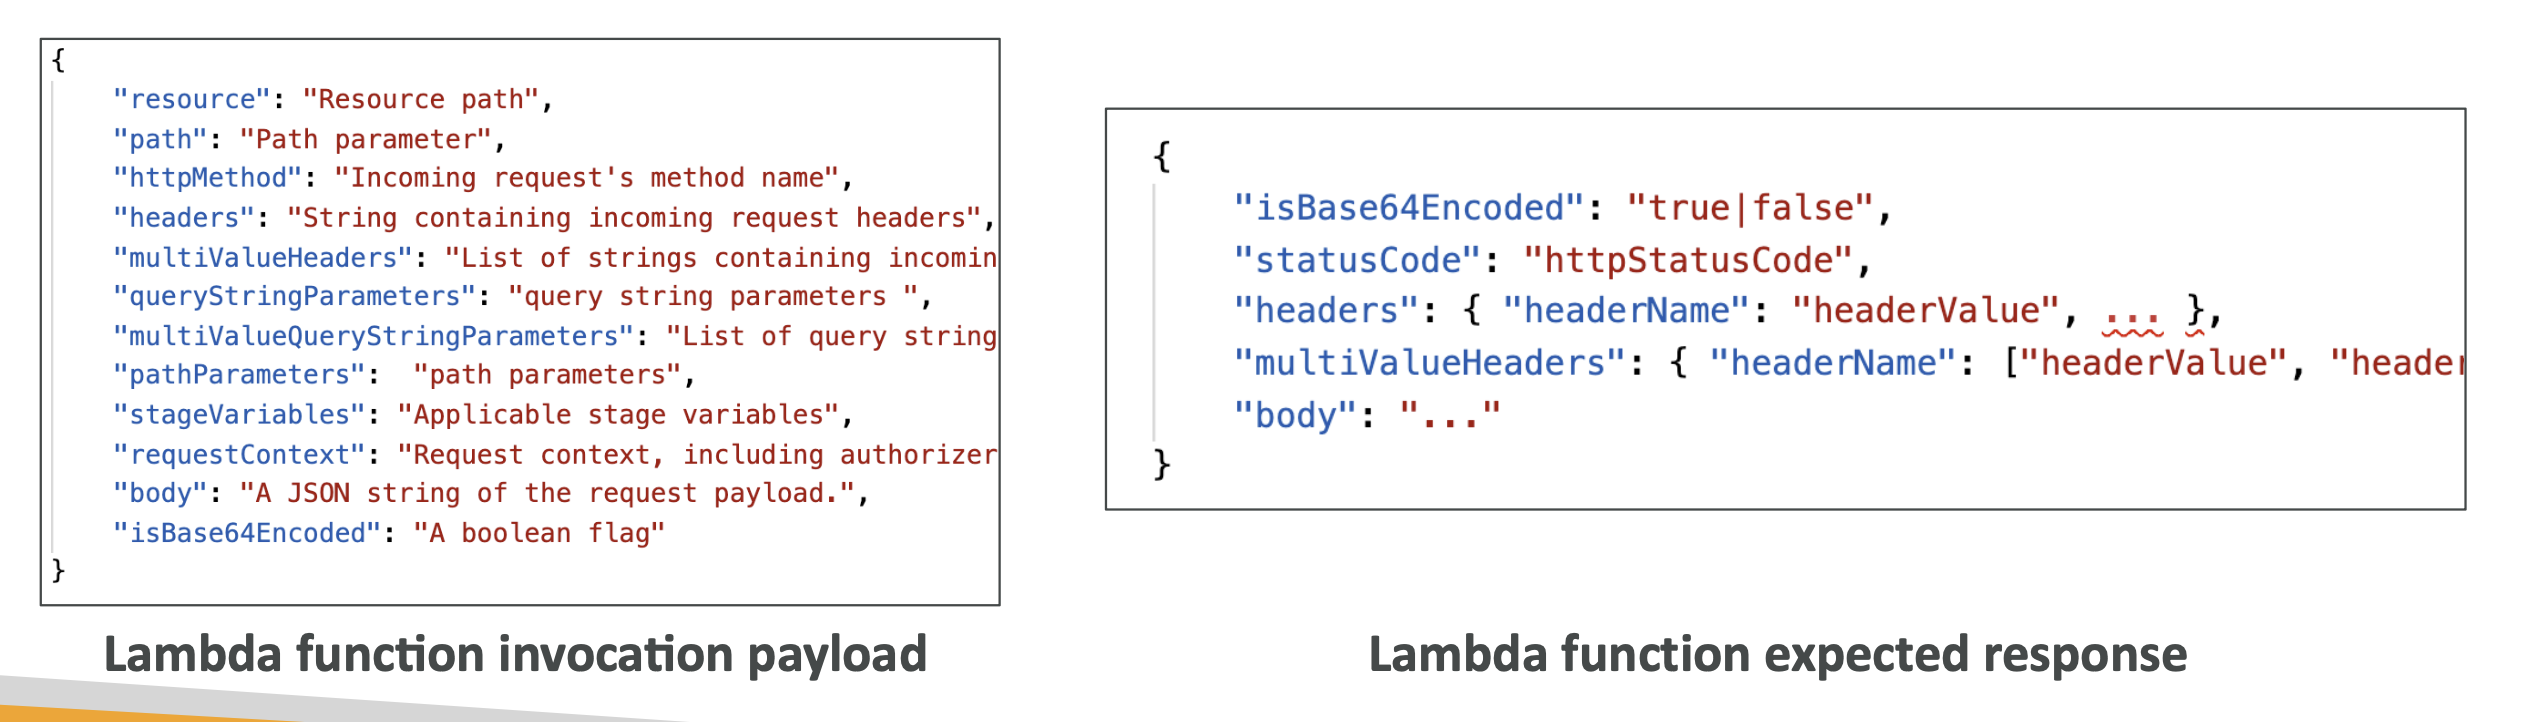 {
"resource": "Resource path",
"path": "Path parameter",
"httpMethod": "Incoming request's method name",
"headers": "String containing incoming request headers",
"multiValueHeaders": "List of strings containing incomin
"queryStringParameters": "query string parameters ",
"multiValueQueryStringParameters": "List of query string
"pathParameters":  "path parameters",
"stageVariables": "Applicable stage variables",
"requestContext": "Request context, including authorizer
"body": "A JSON string of the request payload.",
"isBase64Encoded": "A boolean flag"
}
Lambda function invocation payload
{
"isBase64Encoded": "true|false",
"statusCode": "httpStatusCode",
"headers": { "headerName": "headerValue", ... },
"multiValueHeaders": { "headerName": ["headerValue", "header
"body": "..."
}
Lambda function expected response